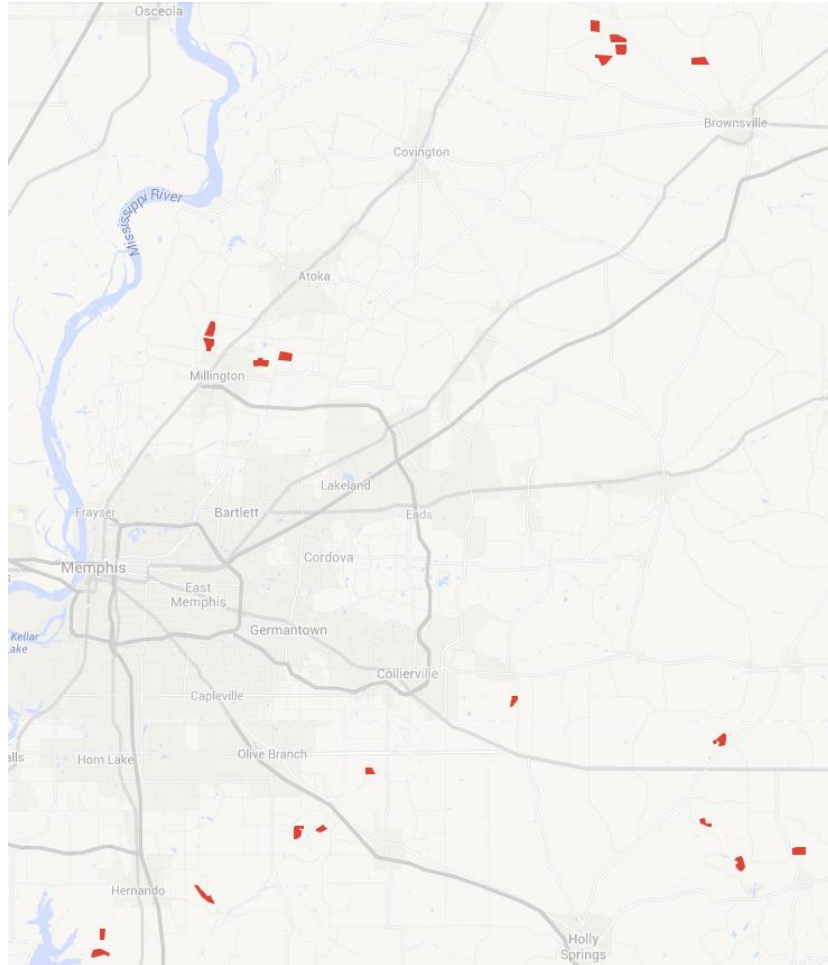 Osceola
Brownsville
Covington
Mississippi River
Atoka
Millington
Lakeland
Frayser
Bartlett
Eads
Cordova
Memphis
East
Memphis
Germantown
Kellar
Collierville
Capleville
Olive Branch
Horn Lake
Hernando
Holly
Springs